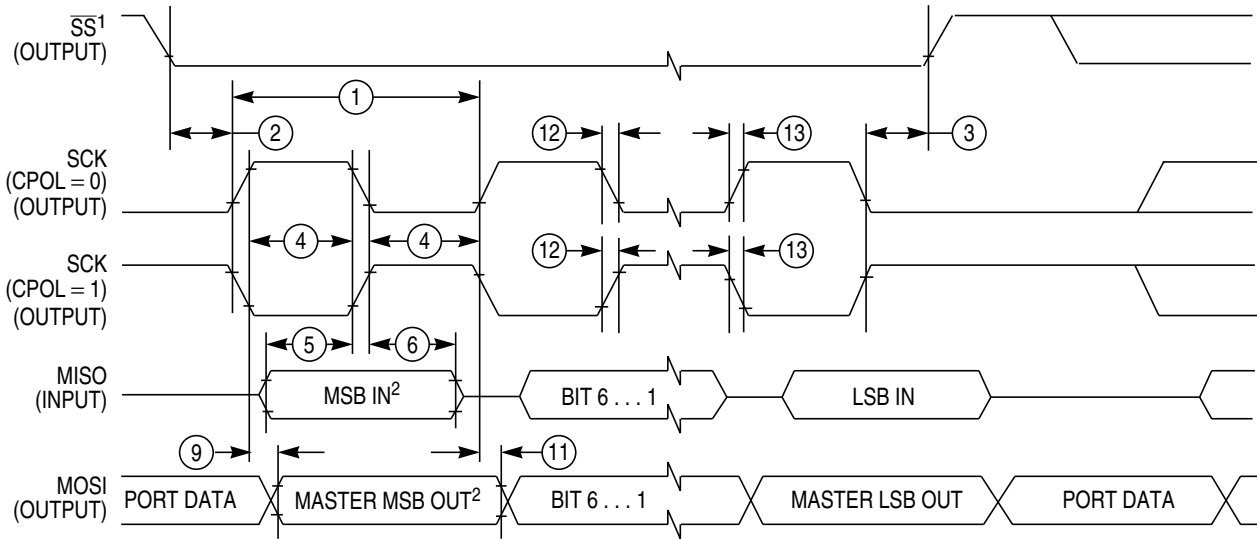 SS¹
(OUTPUT)
1
2
12
13
3
SCK
(CPOL = 0)
(OUTPUT)
4
4
SCK
(CPOL = 1)
(OUTPUT)
12
13
5
6
MISO
(INPUT)
MSB IN²
BIT 6 . . . 1
LSB IN
9
11
MOSI
(OUTPUT)
PORT DATA
MASTER MSB OUT²
BIT 6 . . . 1
MASTER LSB OUT
PORT DATA